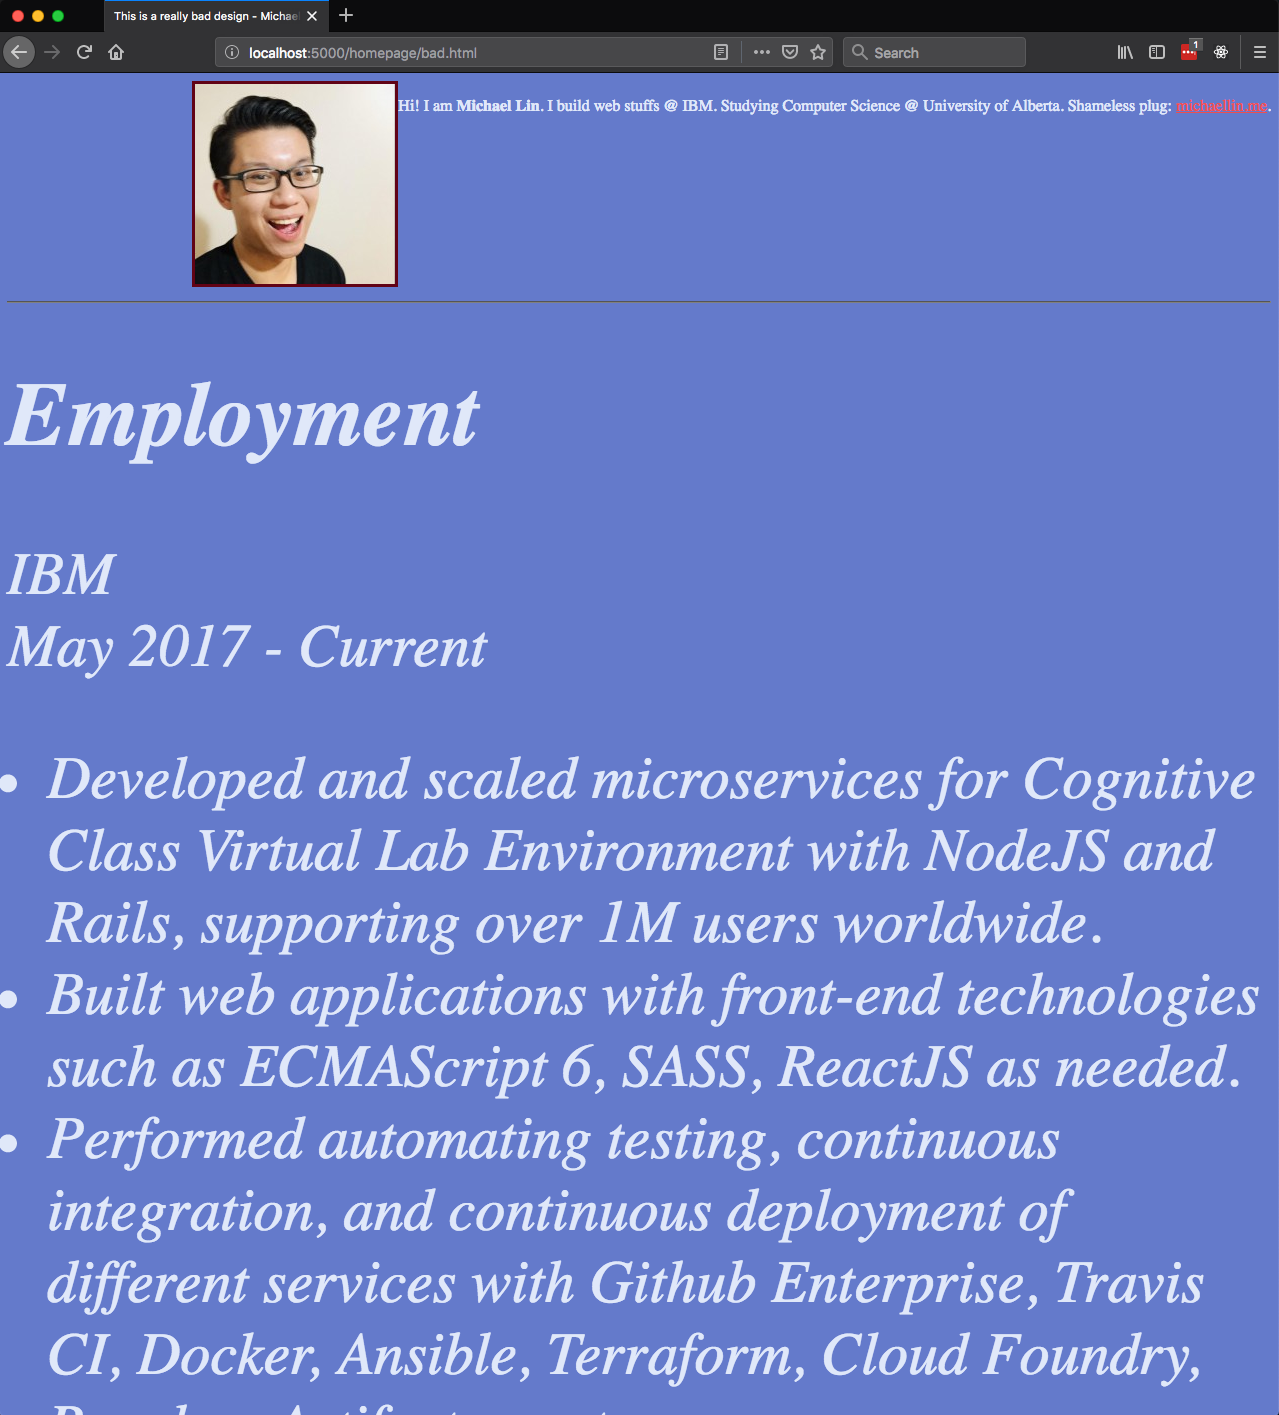 This is a really bad design - Michae
localhost:5000/homepage/bad.html
Search
1
Hi! I am Michael Lin. I build web stuffs @ IBM. Studying Computer Science @ University of Alberta. Shameless plug: michaellin.me.
Employment
IBM
May 2017 - Current
Developed and scaled microservices for Cognitive
Class Virtual Lab Environment with NodeJS and
Rails, supporting over 1M users worldwide.
Built web applications with front-end technologies
such as ECMAScript 6, SASS, ReactJS as needed.
Performed automating testing, continuous
integration, and continuous deployment of
different services with Github Enterprise, Travis
CI, Docker, Ansible, Terraform, Cloud Foundry,